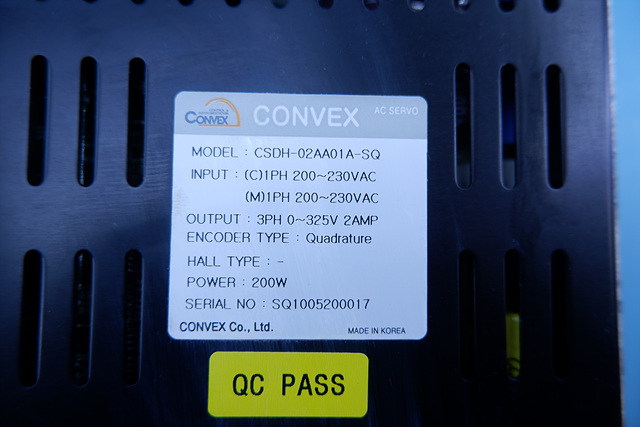 CONVEX
CONVEX AC SERVO
MODEL : CSDH-02AA01A-SQ
INPUT : (C)1PH 200~230VAC
(M)1PH 200~230VAC
OUTPUT : 3PH 0~325V 2AMP
ENCODER TYPE : Quadrature
HALL TYPE : -
POWER : 200W
SERIAL NO : SQ1005200017
CONVEX Co., Ltd. MADE IN KOREA
QC PASS